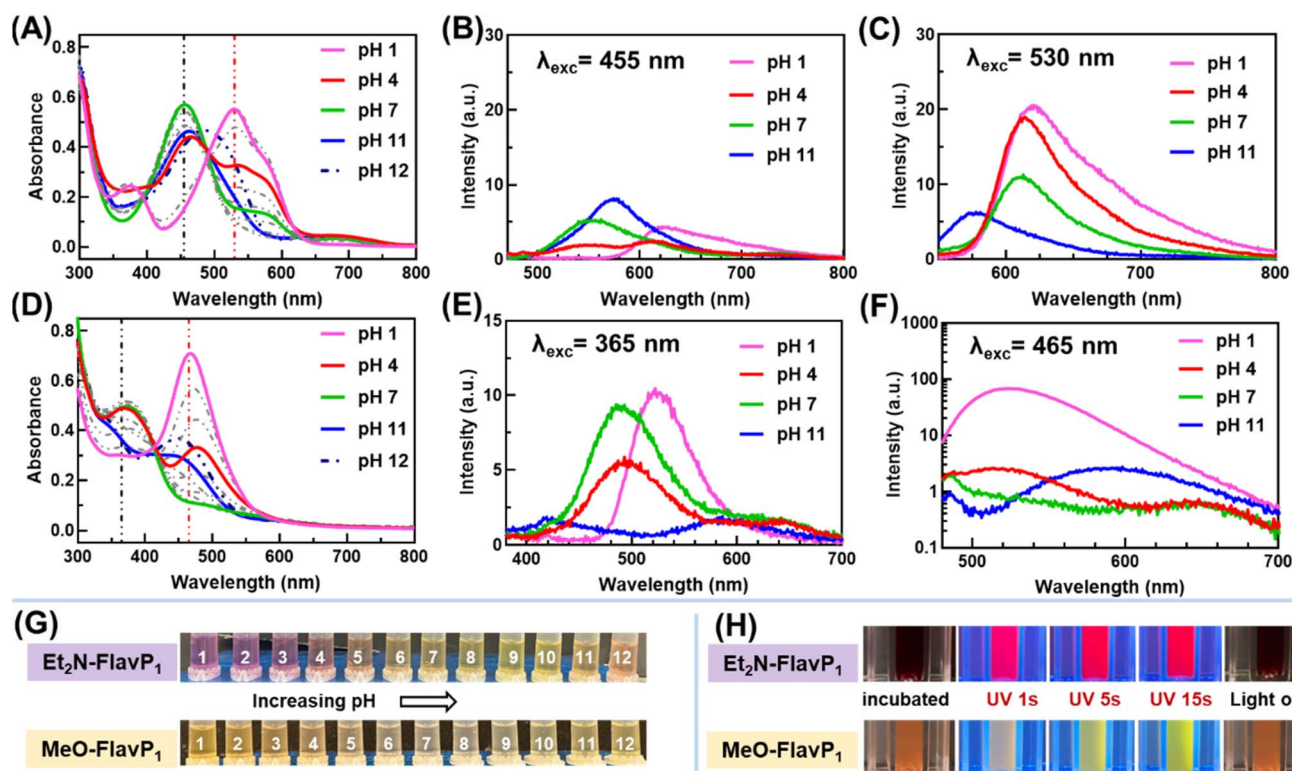 (A)
0.8
0.6
0.4
0.2
0.0
Absorbance
300 400 500 600 700 800
Wavelength (nm)
pH 1
pH 4
pH 7
pH 11
pH 12
(B)
λexc= 455 nm
30
20
10
0
Intensity (a.u.)
500 600 700 800
Wavelength (nm)
pH 1
pH 4
pH 7
pH 11
(C)
λexc= 530 nm
30
20
10
0
Intensity (a.u.)
600 700 800
Wavelength (nm)
pH 1
pH 4
pH 7
pH 11
(D)
0.8
0.6
0.4
0.2
0.0
Absorbance
300 400 500 600 700 800
Wavelength (nm)
pH 1
pH 4
pH 7
pH 11
pH 12
(E)
λexc= 365 nm
15
10
5
0
Intensity (a.u.)
400 500 600 700
Wavelength (nm)
pH 1
pH 4
pH 7
pH 11
(F)
λexc= 465 nm
1000
100
10
1
0.1
Intensity (a.u.)
500 600 700
Wavelength (nm)
pH 1
pH 4
pH 7
pH 11
(G)
Et₂N-FlavP₁
1 2 3 4 5 6 7 8 9 10 11 12
Increasing pH
MeO-FlavP₁
1 2 3 4 5 6 7 8 9 10 11 12
(H)
Et₂N-FlavP₁
incubated UV 1s UV 5s UV 15s Light o
MeO-FlavP₁